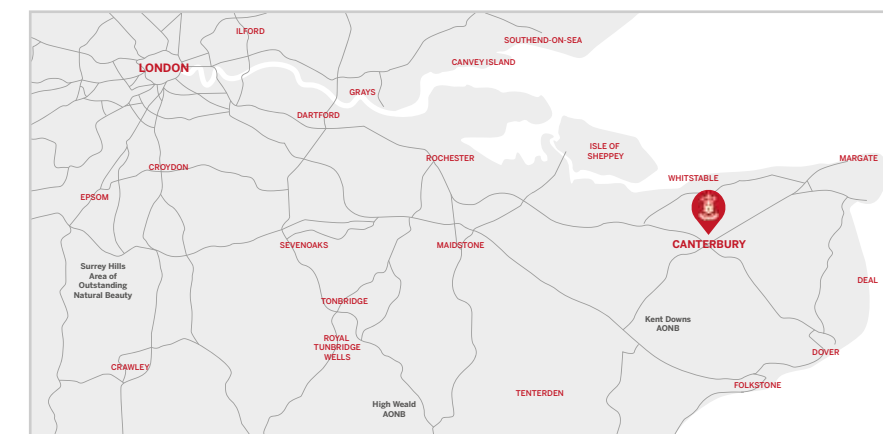 ILFORD
SOUTHEND-ON-SEA
LONDON
CANVEY ISLAND
GRAYS
DARTFORD
ISLE OF
SHEPPEY
ROCHESTER
MARGATE
CROYDON
WHITSTABLE
EPSOM
SEVENOAKS
MAIDSTONE
CANTERBURY
Surrey Hills
Area of
Outstanding
Natural Beauty
DEAL
TONBRIDGE
Kent Downs
AONB
ROYAL
TUNBRIDGE
WELLS
DOVER
CRAWLEY
FOLKSTONE
TENTERDEN
High Weald
AONB